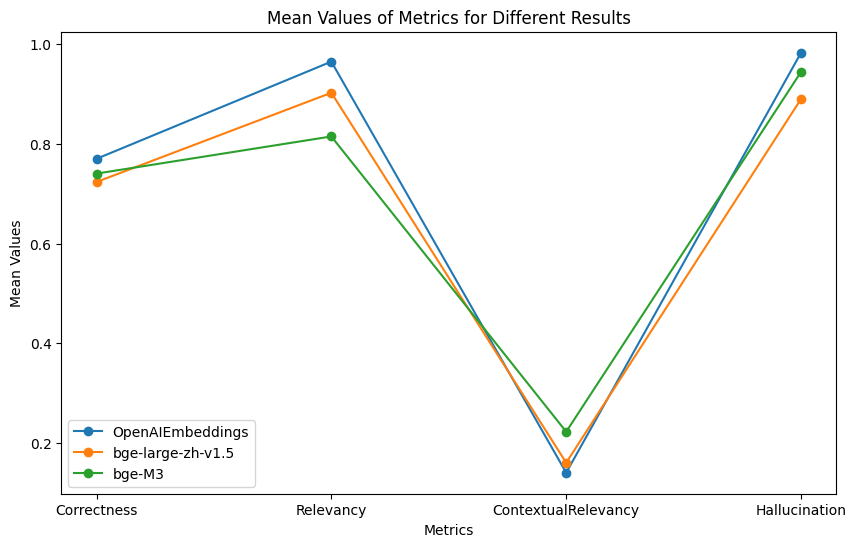 Mean Values of Metrics for Different Results
Mean Values
1.0
0.8
0.6
0.4
0.2
OpenAIEmbeddings
bge-large-zh-v1.5
bge-M3
Correctness
Relevancy
ContextualRelevancy
Hallucination
Metrics